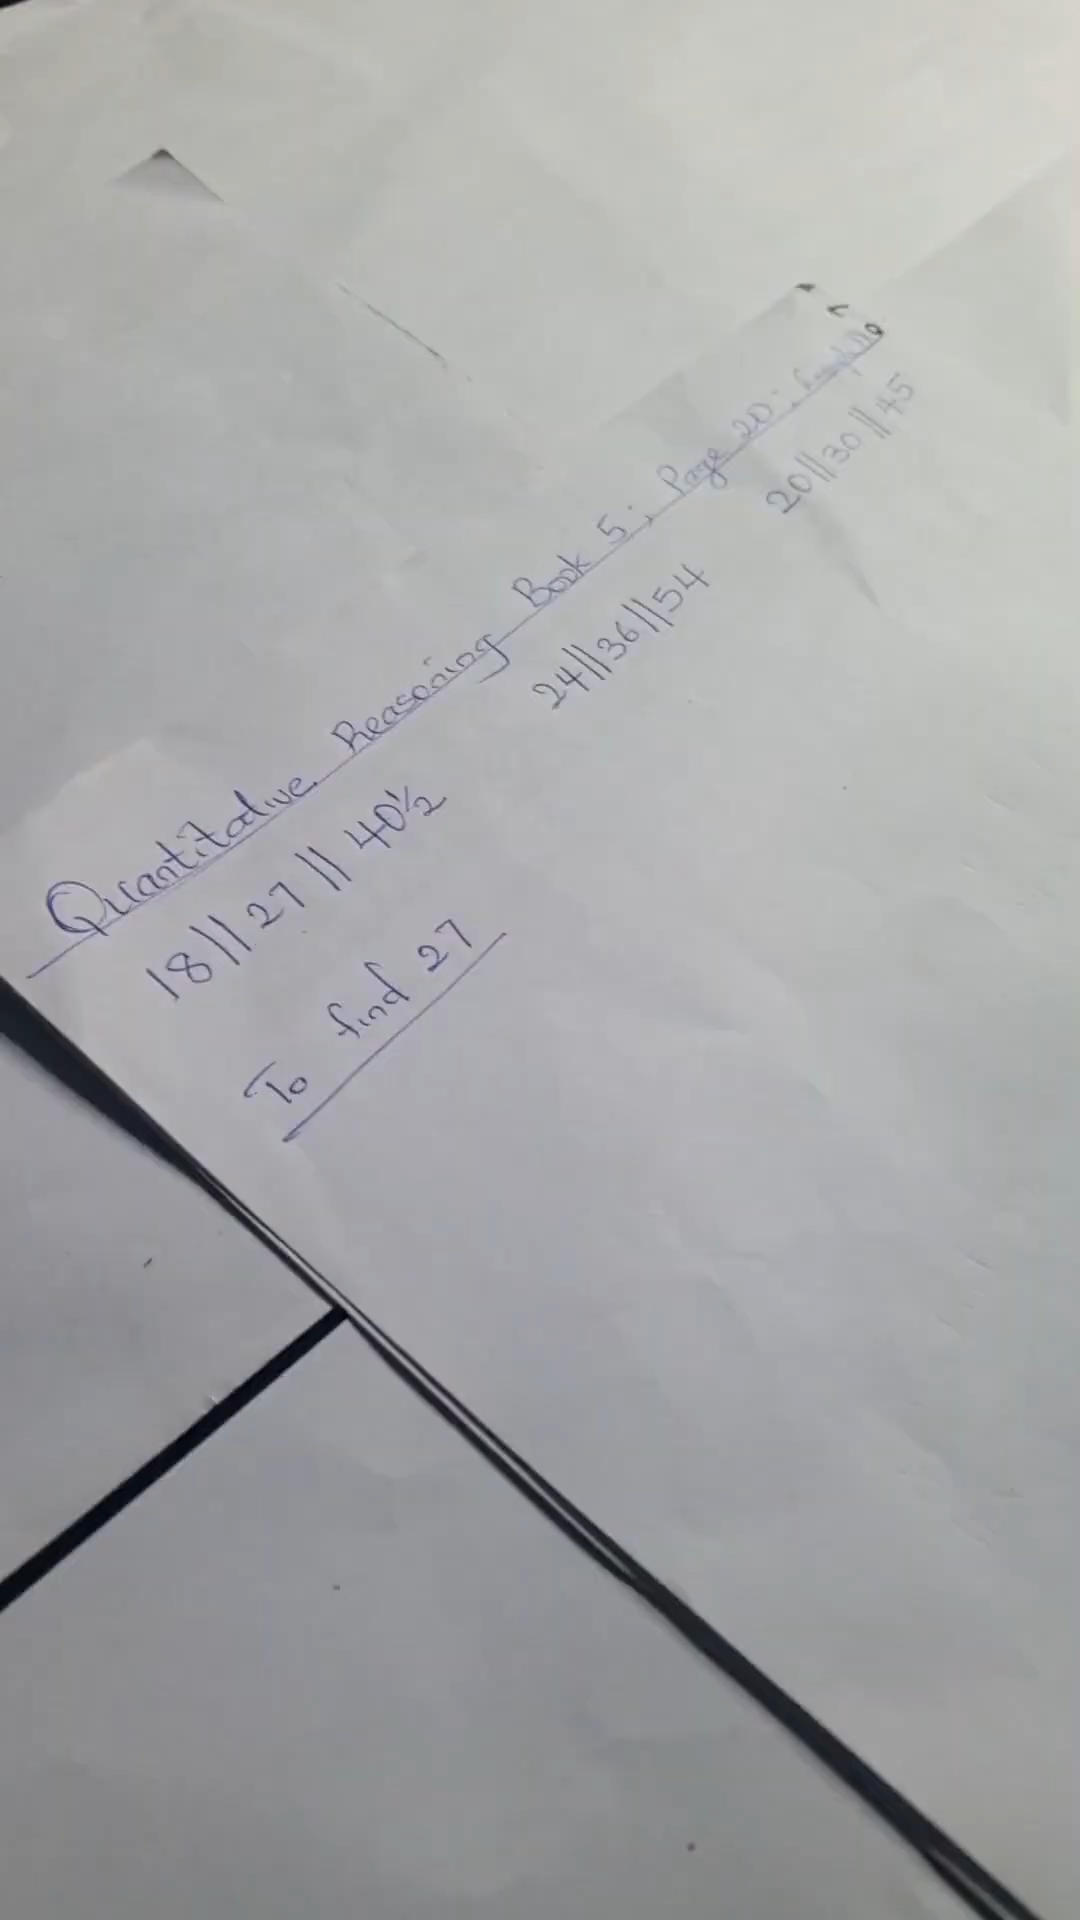 Quantitative Reasoning Book 5; Page 20;
18||27||40½ 24||36||54 20||30||45
To find 27